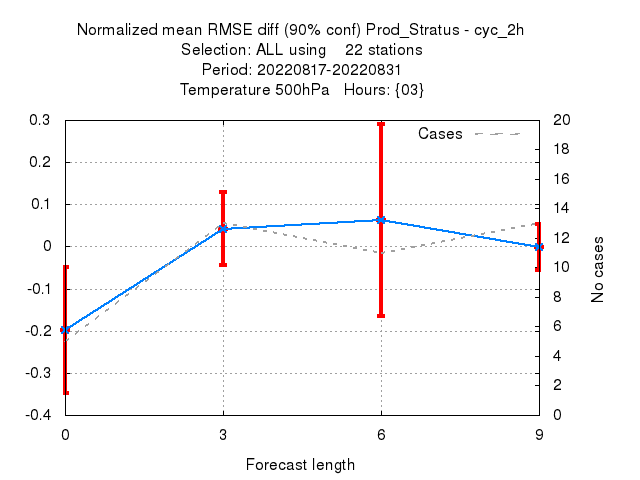 Normalized mean RMSE diff (90% conf) Prod_Stratus - cyc_2h
Selection: ALL using 22 stations
Period: 20220817-20220831
Temperature 500hPa Hours: {03}
Cases
0.3
0.2
0.1
0
-0.1
-0.2
-0.3
-0.4
20
18
16
14
12
10
8
6
4
2
0
No cases
0 3 6 9
Forecast length